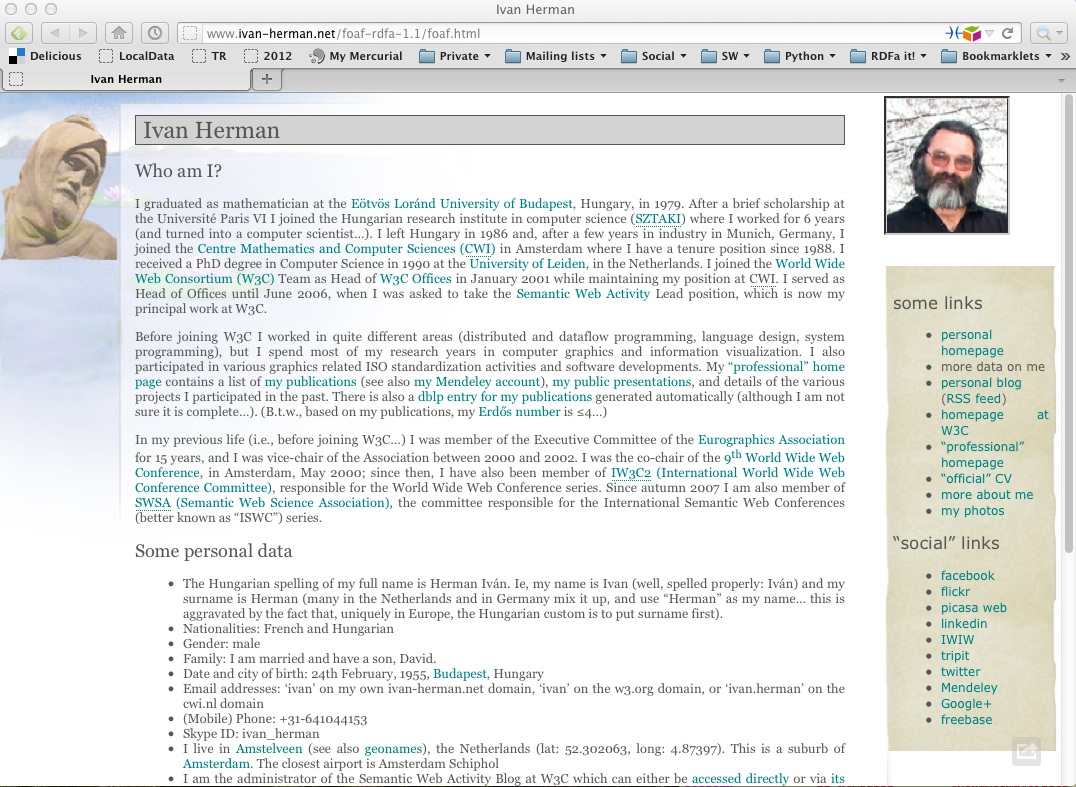 Ivan Herman
www.ivan-herman.net/foaf-rdfa-1.1/foaf.html
Delicious LocalData TR 2012 My Mercurial Private Mailing lists Social SW Python RDFa it! Bookmarklets »
Ivan Herman
Ivan Herman
Who am I?
I graduated as mathematician at the Eötvös Loránd University of Budapest, Hungary, in 1979. After a brief scholarship at
the Université Paris VI I joined the Hungarian research institute in computer science (SZTAKI) where I worked for 6 years
(and turned into a computer scientist...). I left Hungary in 1986 and, after a few years in industry in Munich, Germany, I
joined the Centre Mathematics and Computer Sciences (CWI) in Amsterdam where I have a tenure position since 1988. I
received a PhD degree in Computer Science in 1990 at the University of Leiden, in the Netherlands. I joined the World Wide
Web Consortium (W3C) Team as Head of W3C Offices in January 2001 while maintaining my position at CWI. I served as
Head of Offices until June 2006, when I was asked to take the Semantic Web Activity Lead position, which is now my
principal work at W3C.
Before joining W3C I worked in quite different areas (distributed and dataflow programming, language design, system
programming), but I spend most of my research years in computer graphics and information visualization. I also
participated in various graphics related ISO standardization activities and software developments. My “professional” home
page contains a list of my publications (see also my Mendeley account), my public presentations, and details of the various
projects I participated in the past. There is also a dblp entry for my publications generated automatically (although I am not
sure it is complete...). (B.t.w., based on my publications, my Erdős number is ≤4...)
In my previous life (i.e., before joining W3C...) I was member of the Executive Committee of the Eurographics Association
for 15 years, and I was vice-chair of the Association between 2000 and 2002. I was the co-chair of the 9th World Wide Web
Conference, in Amsterdam, May 2000; since then, I have also been member of IW3C2 (International World Wide Web
Conference Committee), responsible for the World Wide Web Conference series. Since autumn 2007 I am also member of
SWSA (Semantic Web Science Association), the committee responsible for the International Semantic Web Conferences
(better known as “ISWC”) series.
Some personal data
The Hungarian spelling of my full name is Herman Iván. Ie, my name is Ivan (well, spelled properly: Iván) and my
surname is Herman (many in the Netherlands and in Germany mix it up, and use “Herman” as my name... this is
aggravated by the fact that, uniquely in Europe, the Hungarian custom is to put surname first).
Nationalities: French and Hungarian
Gender: male
Family: I am married and have a son, David.
Date and city of birth: 24th February, 1955, Budapest, Hungary
Email addresses: ‘ivan’ on my own ivan-herman.net domain, ‘ivan’ on the w3.org domain, or ‘ivan.herman’ on the
cwi.nl domain
(Mobile) Phone: +31-641044153
Skype ID: ivan_herman
I live in Amstelveen (see also geonames), the Netherlands (lat: 52.302063, long: 4.87397). This is a suburb of
Amsterdam. The closest airport is Amsterdam Schiphol
I am the administrator of the Semantic Web Activity Blog at W3C which can either be accessed directly or via its
some links
personal
homepage
more data on me
personal blog
(RSS feed)
homepage at
W3C
“professional”
homepage
“official” CV
more about me
my photos
“social” links
facebook
flickr
picasa web
linkedin
IWIW
tripit
twitter
Mendeley
Google+
freebase